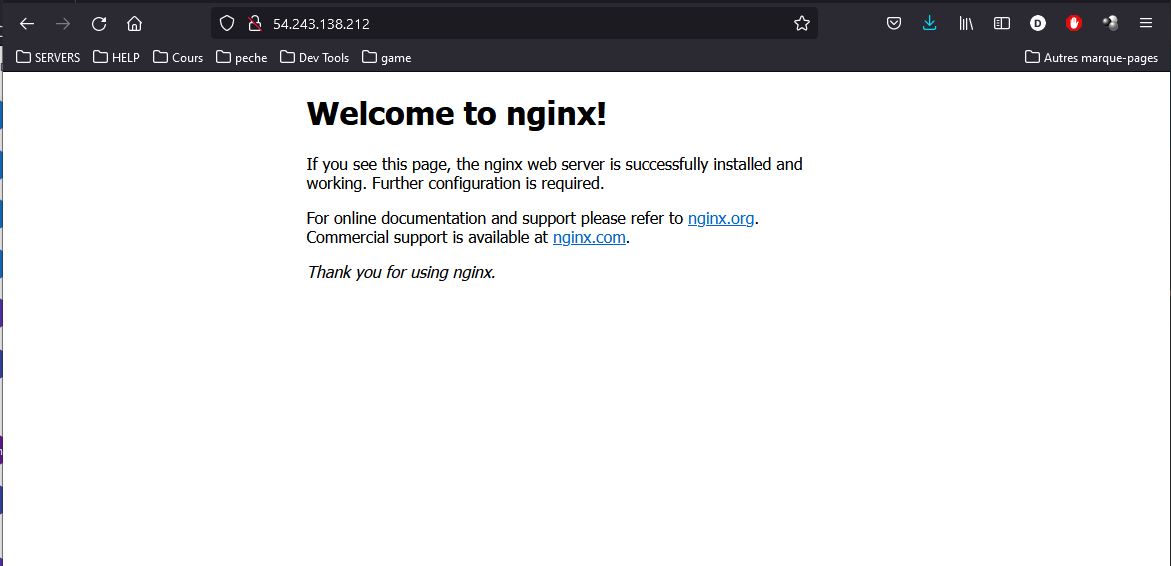 54.243.138.212
SERVERS HELP Cours peche Dev Tools game Autres marque-pages
Welcome to nginx!
If you see this page, the nginx web server is successfully installed and
working. Further configuration is required.
For online documentation and support please refer to nginx.org.
Commercial support is available at nginx.com.
Thank you for using nginx.